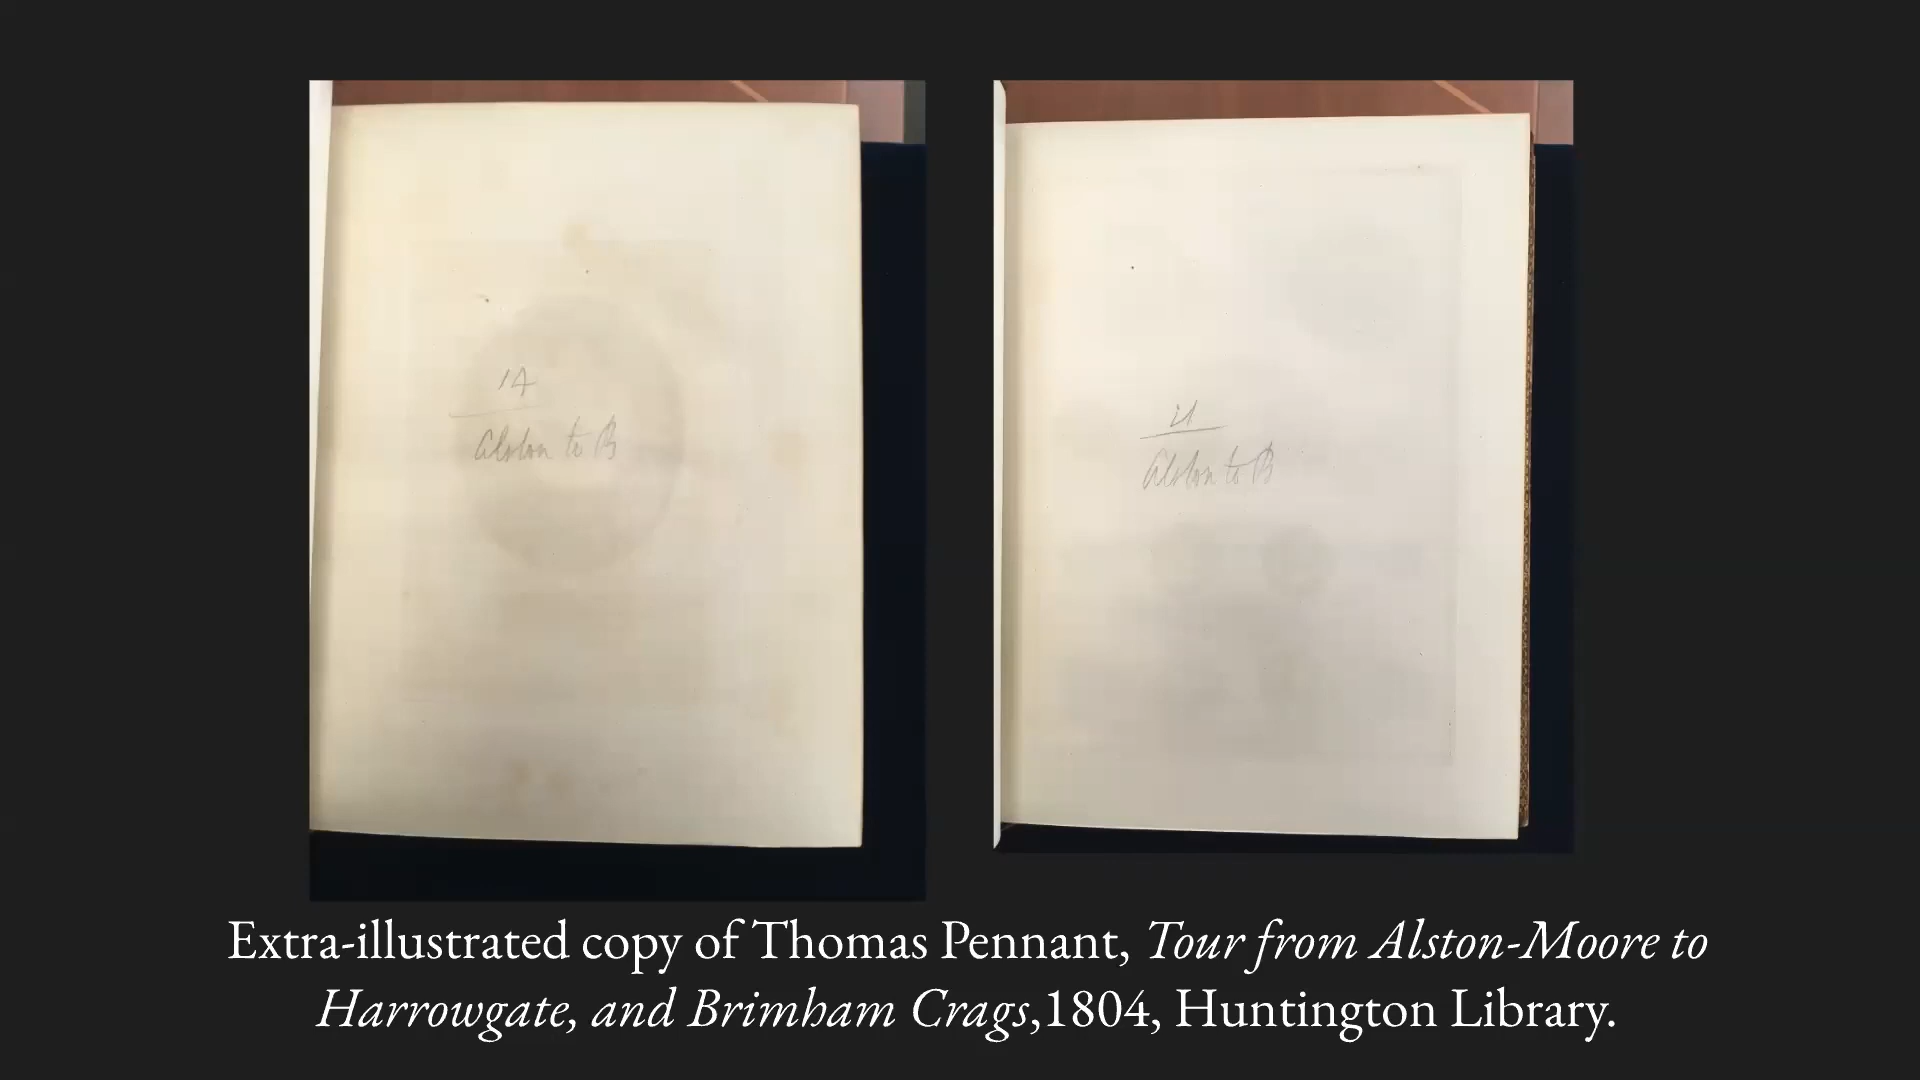 14
Alston to B
Alston to B
Extra-illustrated copy of Thomas Pennant, Tour from Alston-Moore to
Harrowgate, and Brimham Crags,1804, Huntington Library.